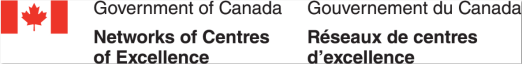 Government of Canada
Networks of Centres
of Excellence
Gouvernement du Canada
Réseaux de centres
d'excellence